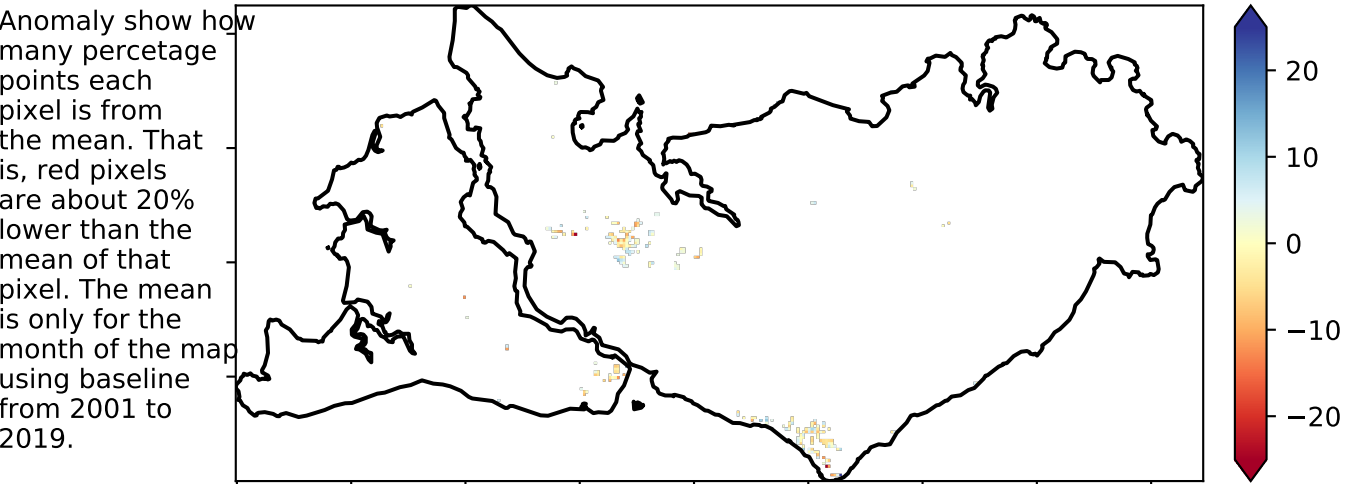 Anomaly show how
many percetage
points each
pixel is from
the mean. That
is, red pixels
are about 20%
lower than the
mean of that
pixel. The mean
is only for the
month of the map
using baseline
from 2001 to
2019.
20
10
0
−10
−20